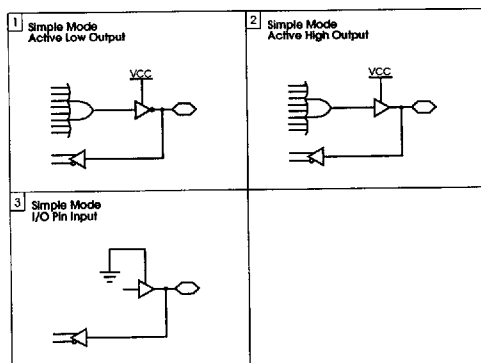 1
Simple Mode
Active Low Output
VCC
2
Simple Mode
Active High Output
VCC
3
Simple Mode
I/O Pin Input